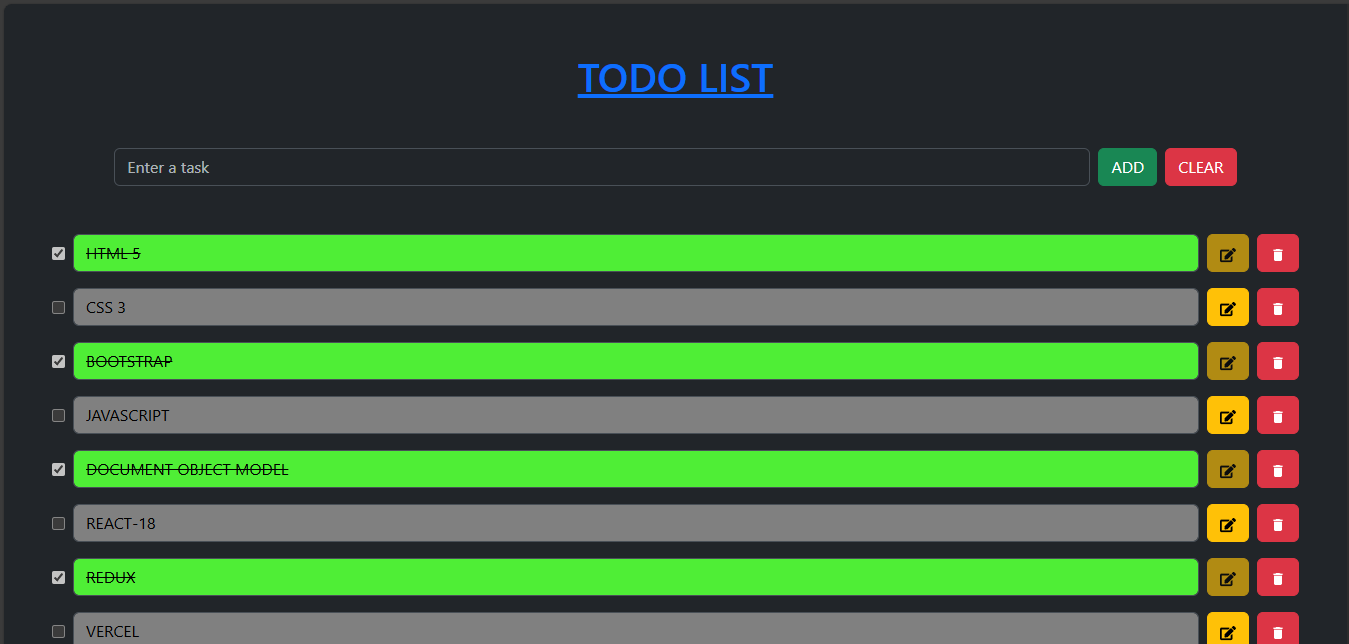 TODO LIST
Enter a task
ADD
CLEAR
HTML 5
CSS 3
BOOTSTRAP
JAVASCRIPT
DOCUMENT OBJECT MODEL
REACT-18
REDUX
VERCEL